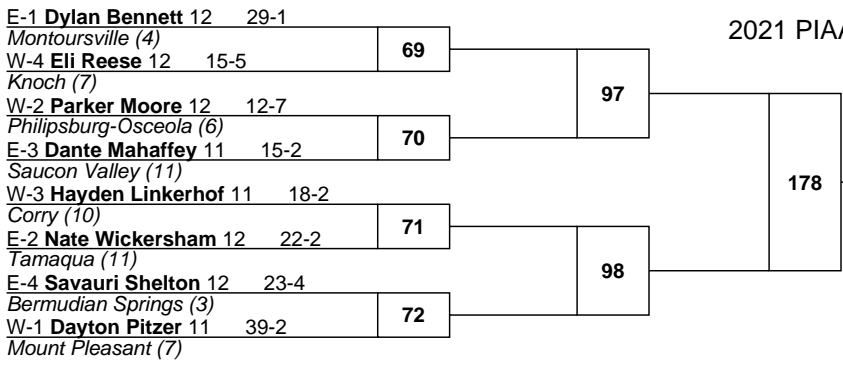 E-1 Dylan Bennett 12 29-1
2021 PIAA
Montoursville (4)
69
W-4 Eli Reese 12 15-5
Knoch (7)
97
W-2 Parker Moore 12 12-7
Philipsburg-Osceola (6)
70
E-3 Dante Mahaffey 11 15-2
Saucon Valley (11)
178
W-3 Hayden Linkerhof 11 18-2
Corry (10)
71
E-2 Nate Wickersham 12 22-2
Tamaqua (11)
98
E-4 Savauri Shelton 12 23-4
Bermudian Springs (3)
72
W-1 Dayton Pitzer 11 39-2
Mount Pleasant (7)